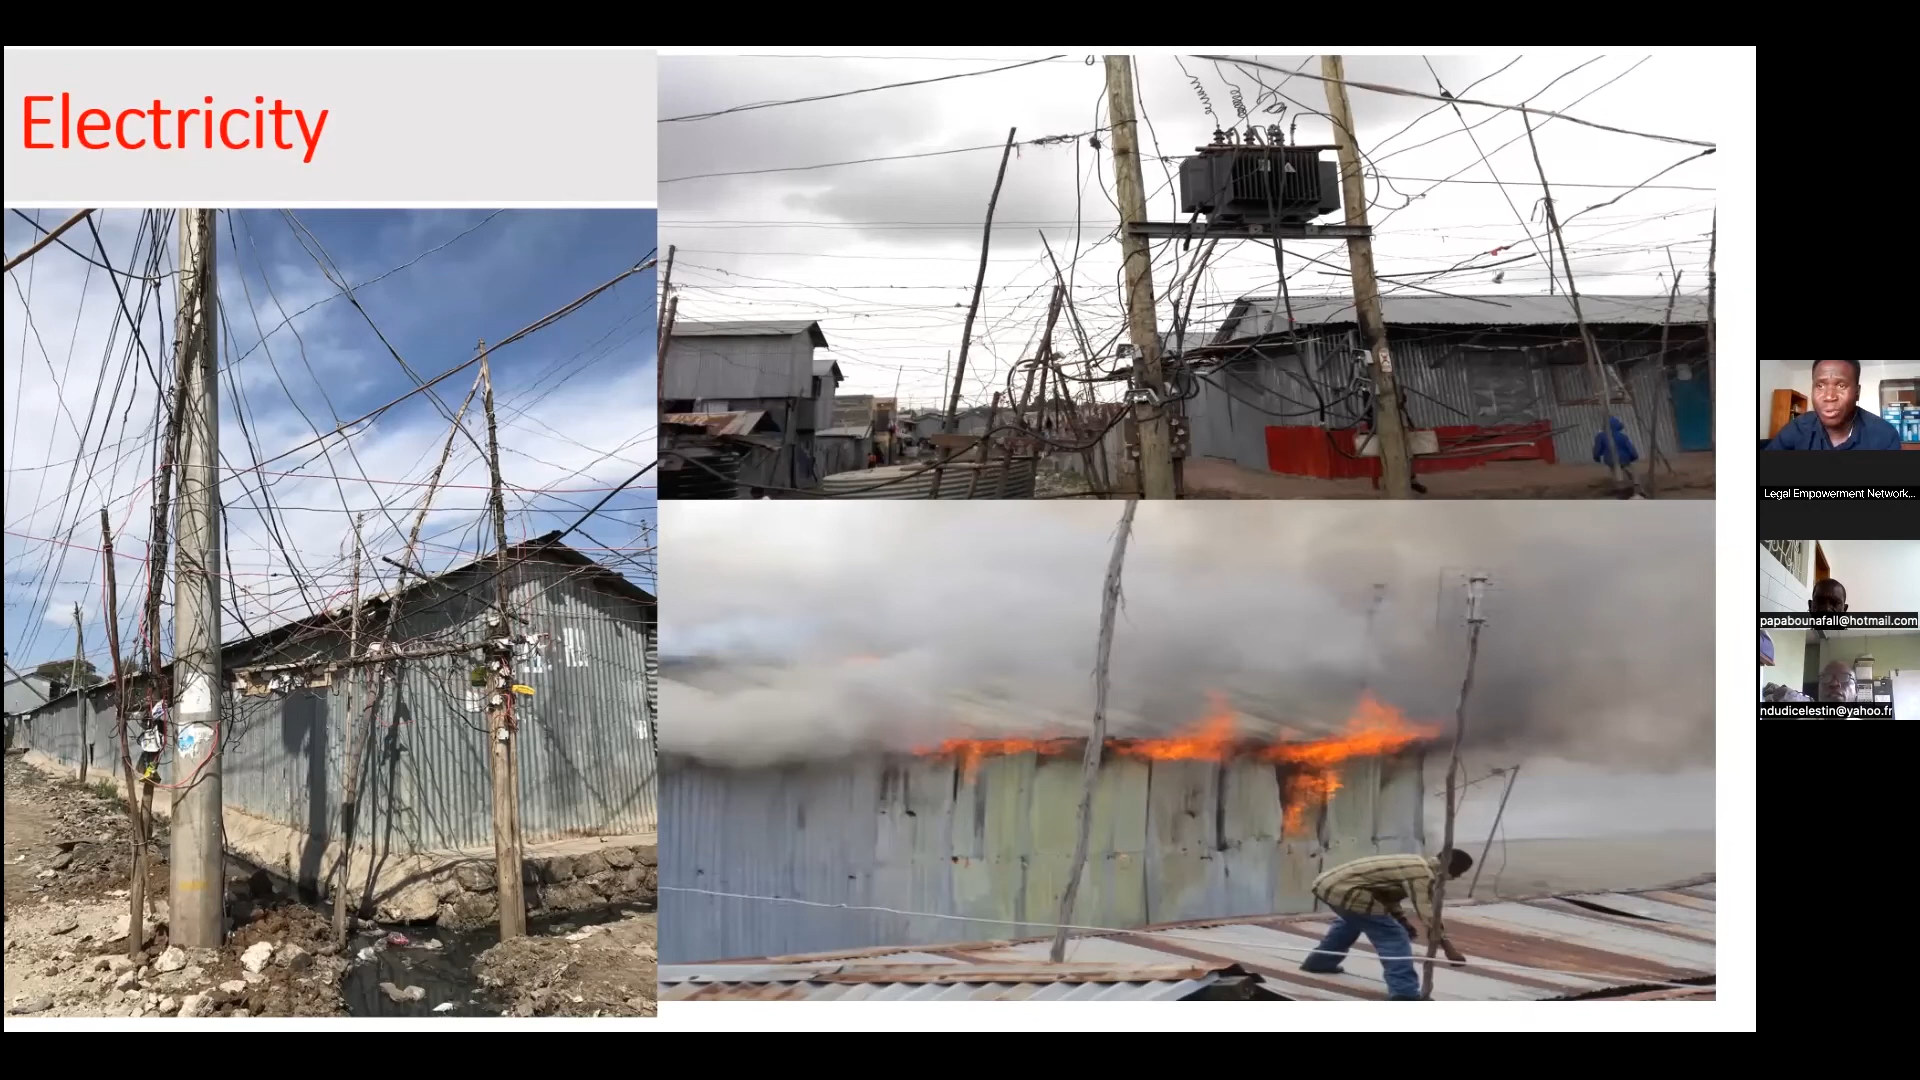 Electricity
Legal Empowerment Network...
papabounafall@hotmail.com
ndudicelestin@yahoo.fr